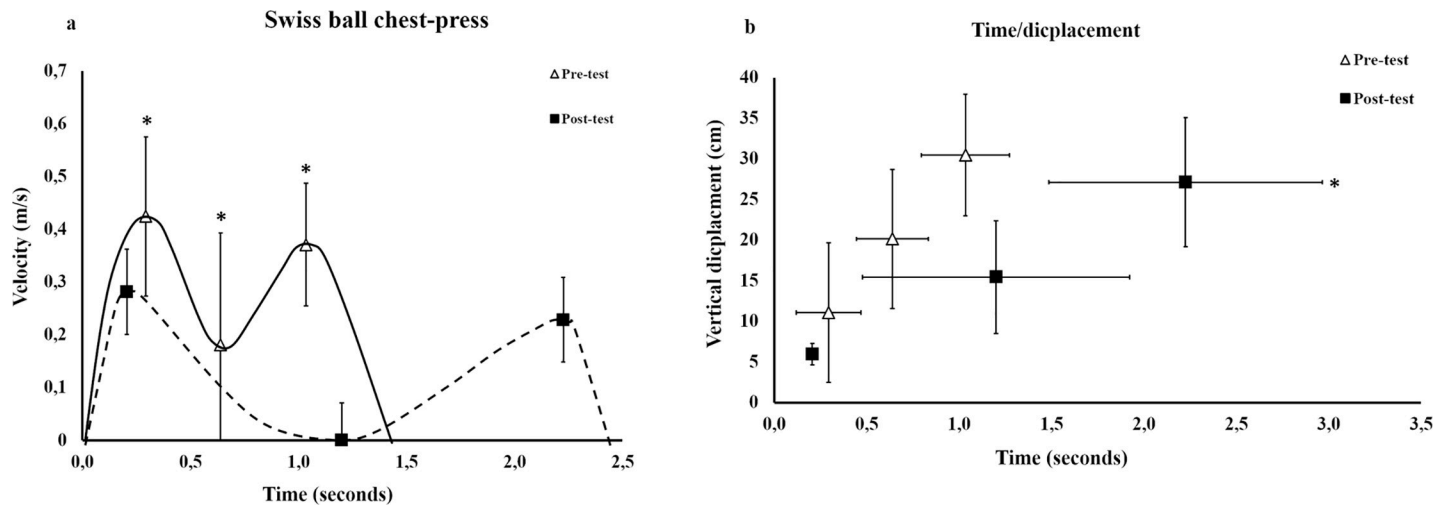 a
Swiss ball chest-press
Pre-test
Post-test
0,7
0,6
0,5
0,4
0,3
0,2
0,1
0
Velocity (m/s)
*
*
*
0,0 0,5 1,0 1,5 2,0 2,5
Time (seconds)
b
Time/dicplacement
Pre-test
Post-test
40
35
30
25
20
15
10
5
0
Vertical dicplacment (cm)
*
0,0 0,5 1,0 1,5 2,0 2,5 3,0 3,5
Time (seconds)